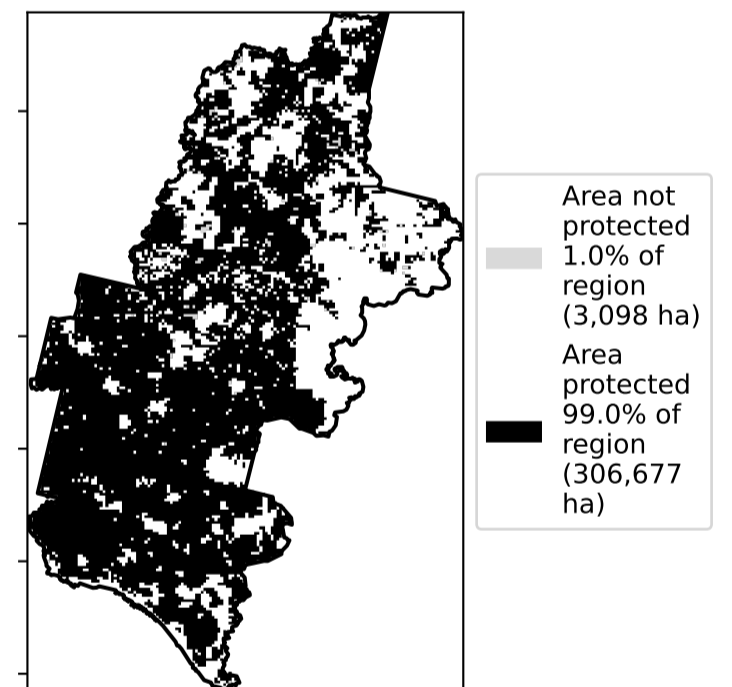 Area not
protected
1.0% of
region
(3,098 ha)
Area
protected
99.0% of
region
(306,677
ha)